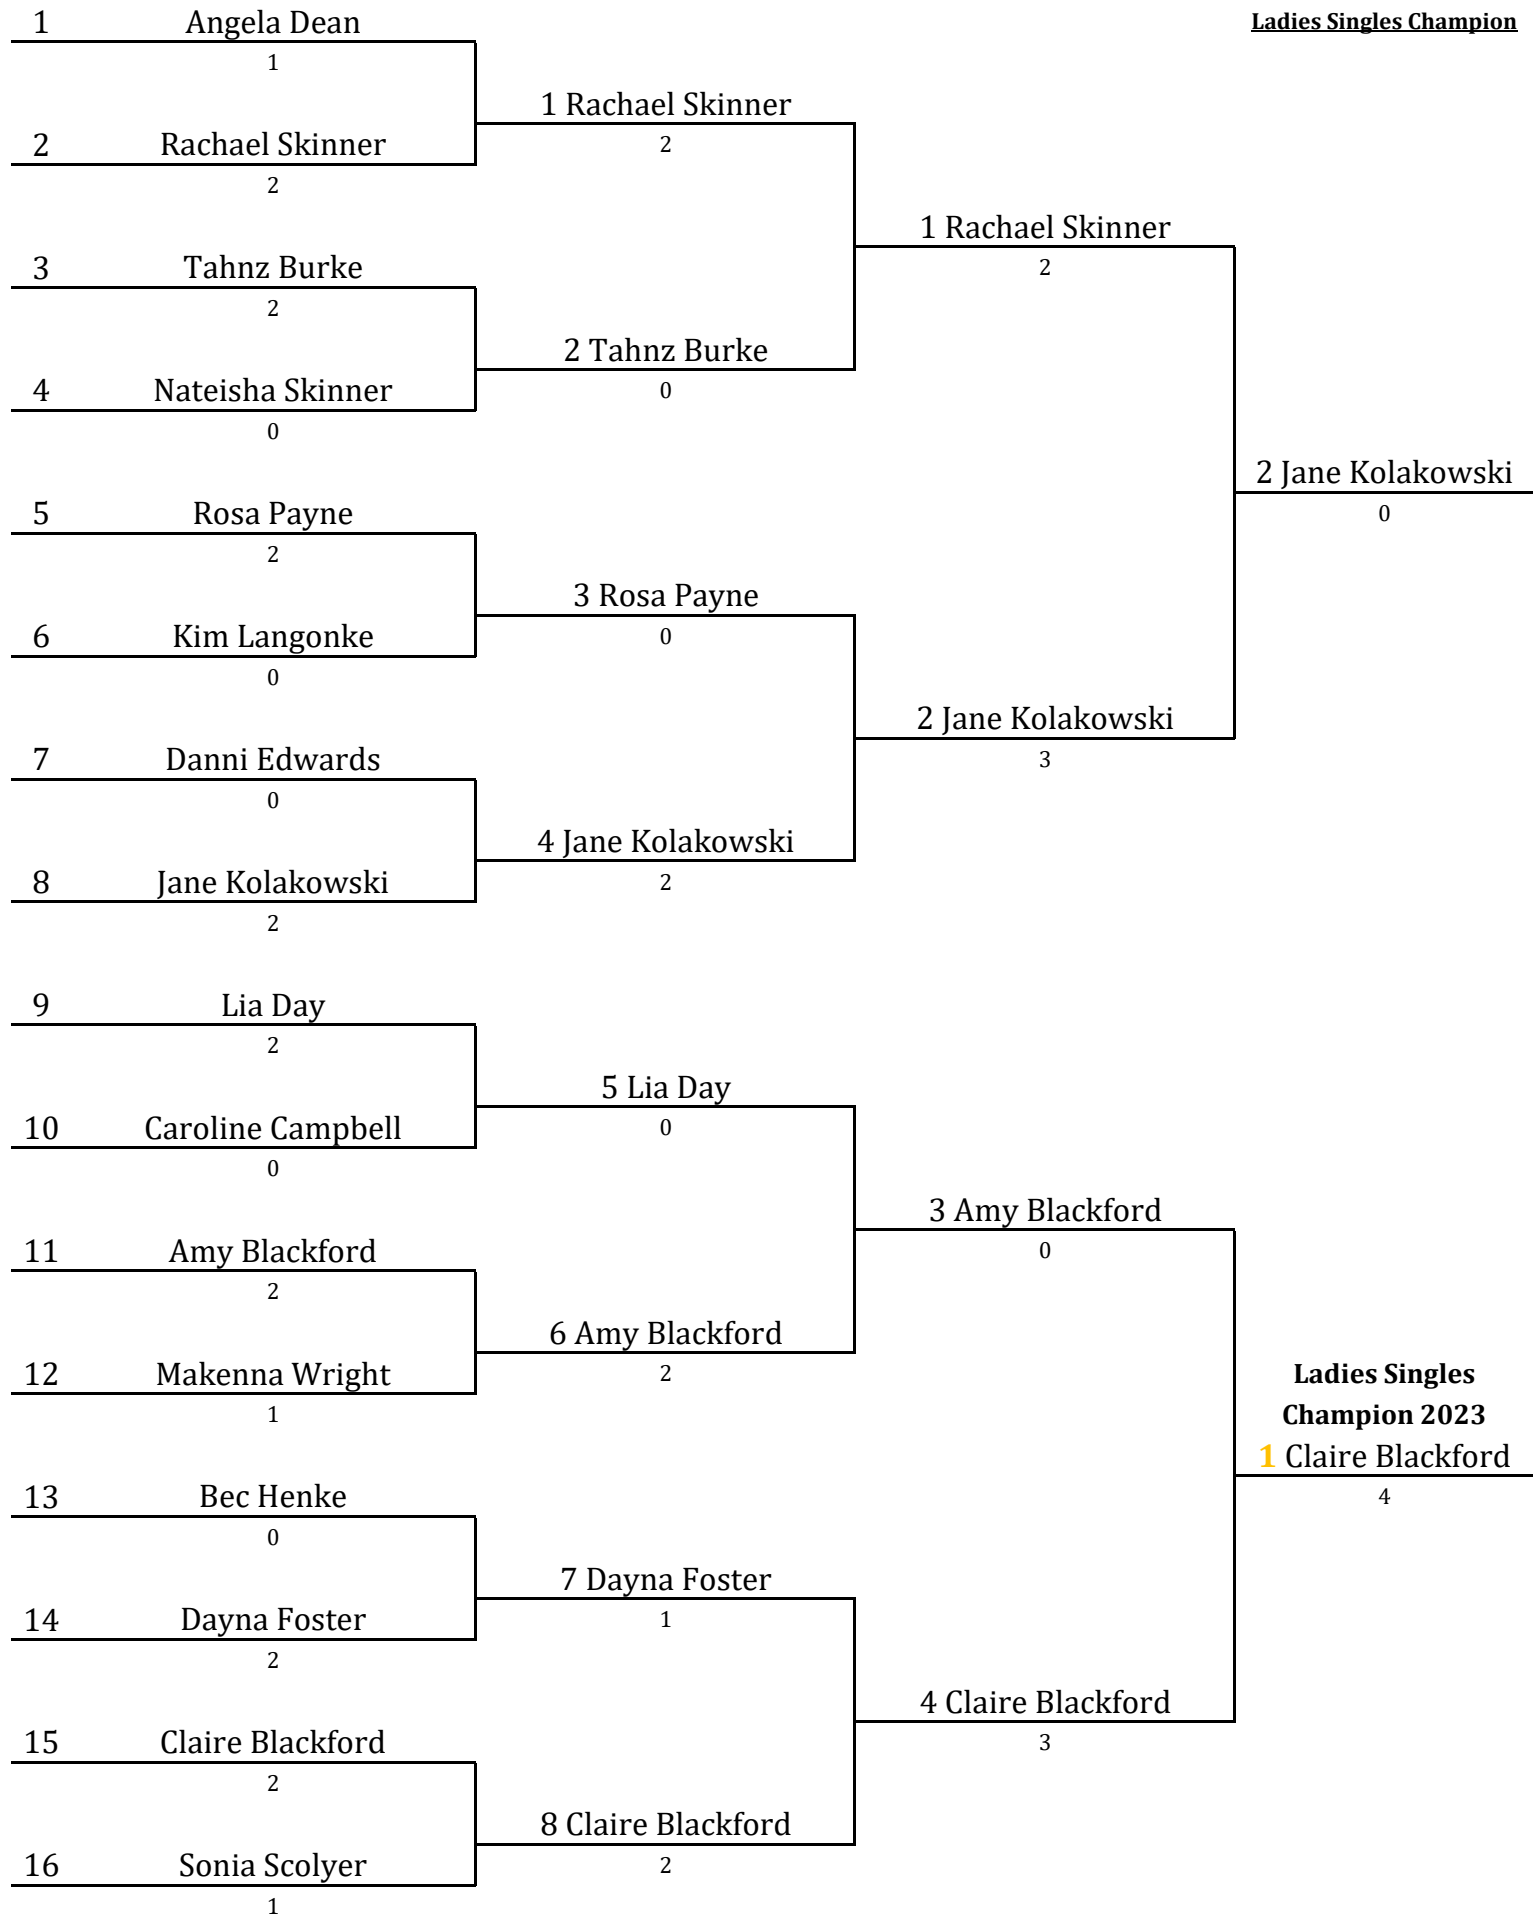 Ladies Singles Champion
1 Angela Dean
1
2 Rachael Skinner
2
3 Tahnz Burke
2
4 Nateisha Skinner
0
5 Rosa Payne
2
6 Kim Langonke
0
7 Danni Edwards
0
8 Jane Kolakowski
2
9 Lia Day
2
10 Caroline Campbell
0
11 Amy Blackford
2
12 Makenna Wright
1
13 Bec Henke
0
14 Dayna Foster
2
15 Claire Blackford
2
16 Sonia Scolyer
1
1 Rachael Skinner
2
2 Tahnz Burke
0
3 Rosa Payne
0
4 Jane Kolakowski
2
5 Lia Day
0
6 Amy Blackford
2
7 Dayna Foster
1
8 Claire Blackford
2
1 Rachael Skinner
2
2 Jane Kolakowski
3
3 Amy Blackford
0
4 Claire Blackford
3
2 Jane Kolakowski
0
Ladies Singles
Champion 2023
1 Claire Blackford
4